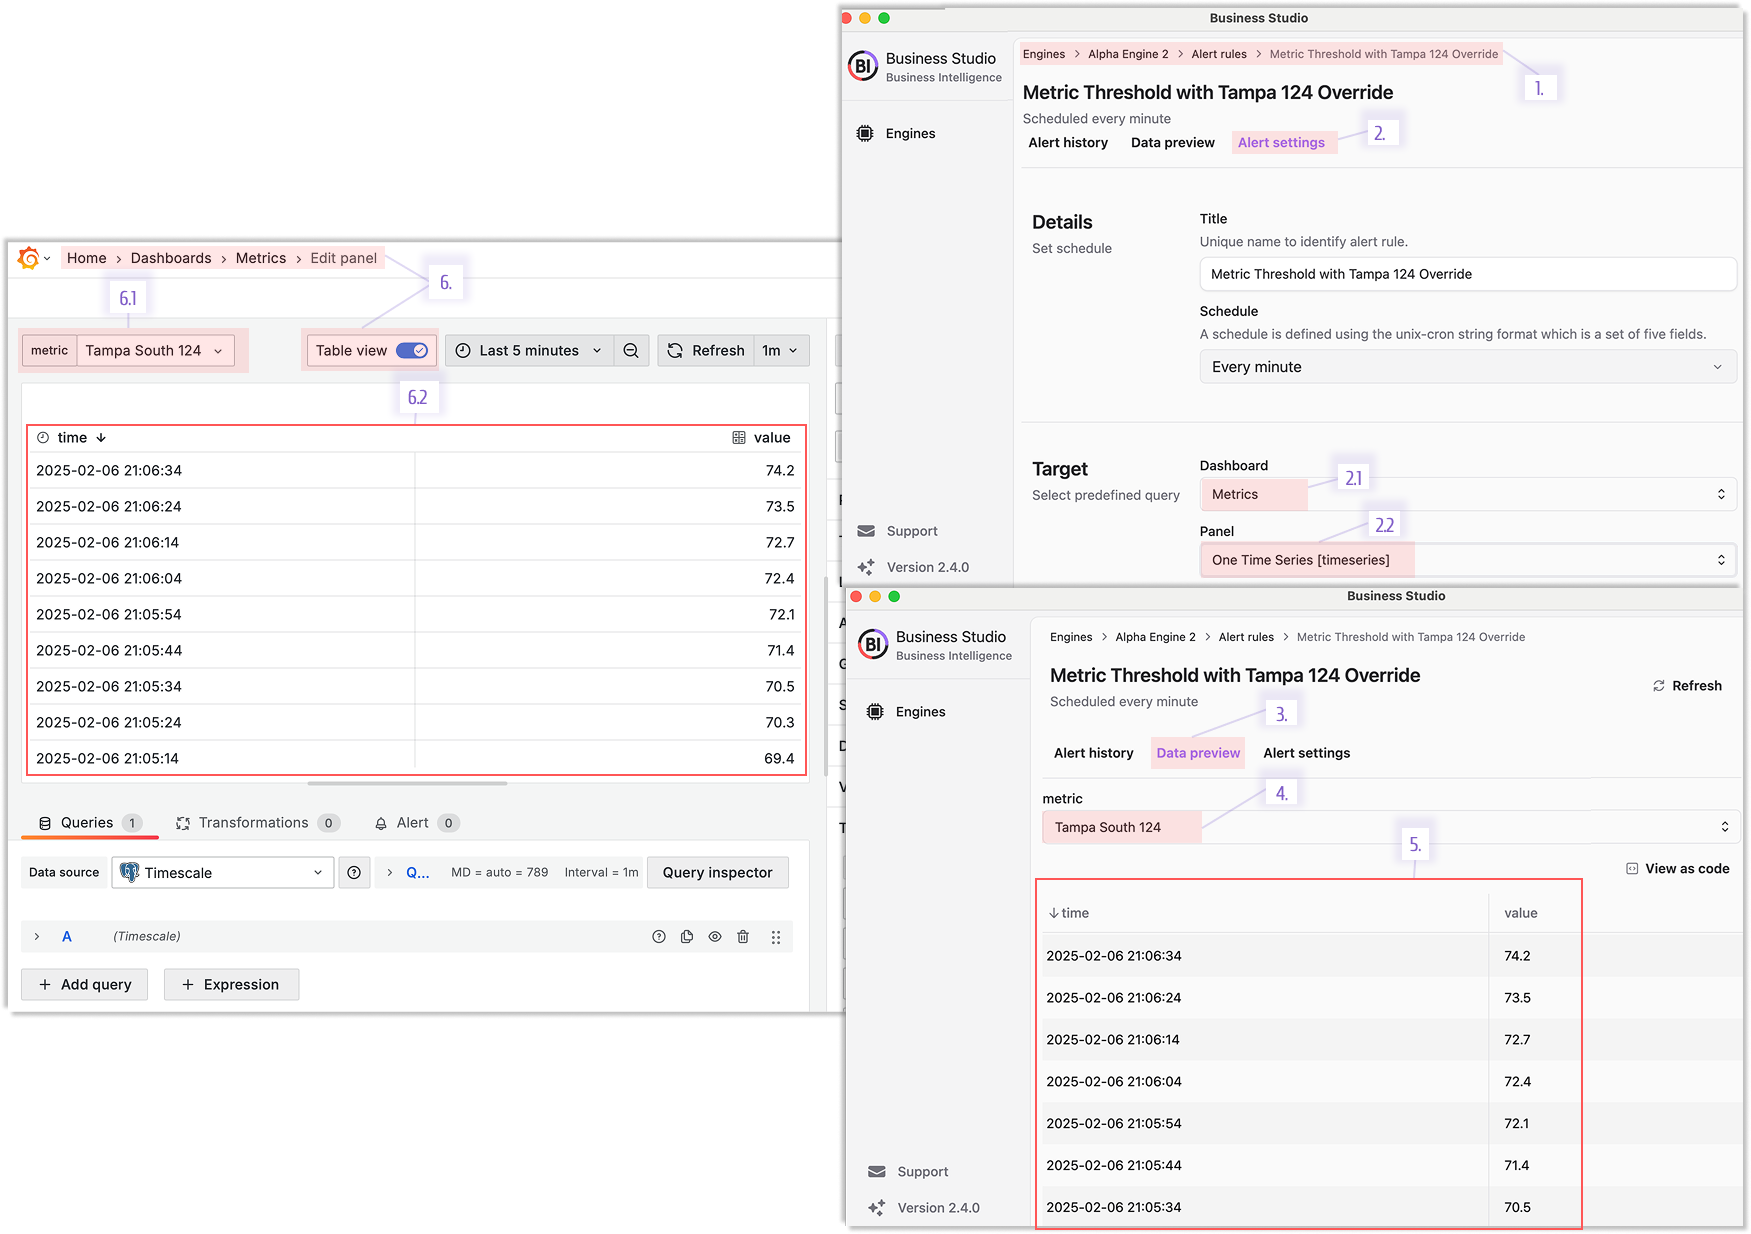 Business Studio
BI
Business Studio
Business Intelligence
Engines
Support
Version 2.4.0
Engines > Alpha Engine 2 > Alert rules > Metric Threshold with Tampa 124 Override
1.
Metric Threshold with Tampa 124 Override
Scheduled every minute
2.
Alert history Data preview Alert settings
Details
Set schedule
Title
Unique name to identify alert rule.
Metric Threshold with Tampa 124 Override
Schedule
A schedule is defined using the unix-cron string format which is a set of five fields.
Every minute
Target
Select predefined query
Dashboard
2.1
Metrics
2.2
Panel
One Time Series [timeseries]
Home > Dashboards > Metrics > Edit panel
6.
6.1
metric Tampa South 124
Table view
Last 5 minutes
Refresh 1m
6.2
time value
2025-02-06 21:06:34 74.2
2025-02-06 21:06:24 73.5
2025-02-06 21:06:14 72.7
2025-02-06 21:06:04 72.4
2025-02-06 21:05:54 72.1
2025-02-06 21:05:44 71.4
2025-02-06 21:05:34 70.5
2025-02-06 21:05:24 70.3
2025-02-06 21:05:14 69.4
Queries 1 Transformations 0 Alert 0
Data source Timescale > Q... MD = auto = 789 Interval = 1m Query inspector
> A (Timescale)
+ Add query + Expression
Business Studio
BI
Business Studio
Business Intelligence
Engines
Support
Version 2.4.0
Engines > Alpha Engine 2 > Alert rules > Metric Threshold with Tampa 124 Override
Metric Threshold with Tampa 124 Override
Refresh
Scheduled every minute
3.
Alert history Data preview Alert settings
4.
metric
Tampa South 124
5.
View as code
time value
2025-02-06 21:06:34 74.2
2025-02-06 21:06:24 73.5
2025-02-06 21:06:14 72.7
2025-02-06 21:06:04 72.4
2025-02-06 21:05:54 72.1
2025-02-06 21:05:44 71.4
2025-02-06 21:05:34 70.5